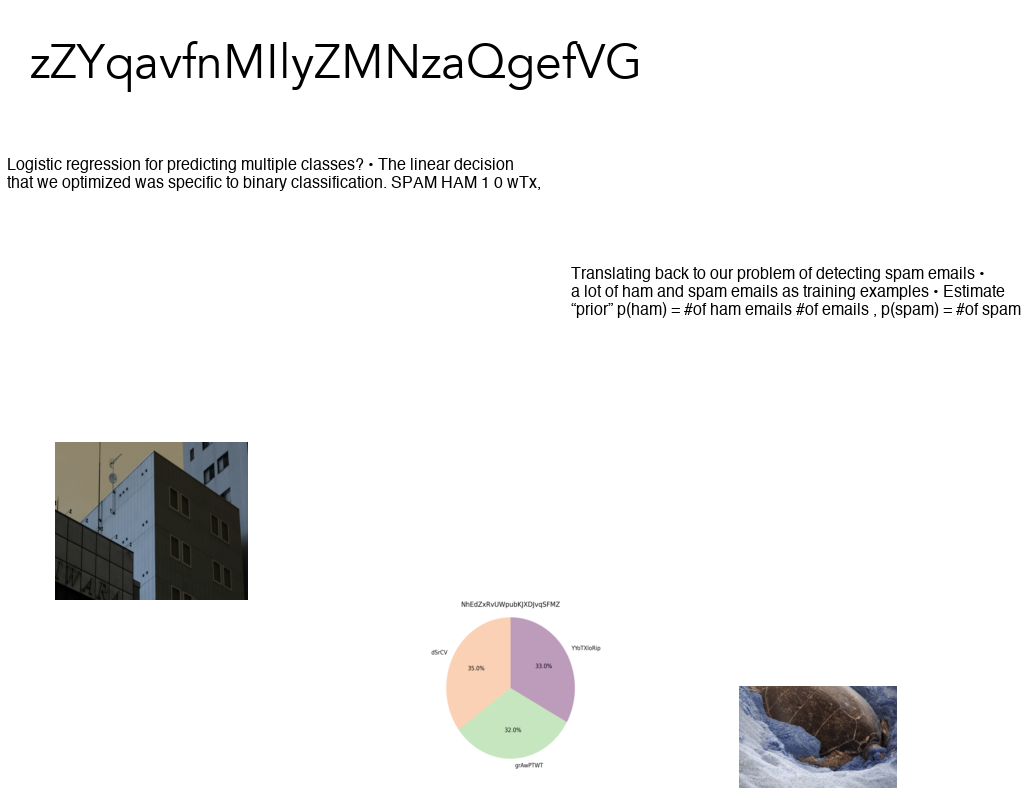 zZYqavfnMIlyZMNzaQgefVG
Logistic regression for predicting multiple classes? • The linear decision
that we optimized was specific to binary classification. SPAM HAM 1 0 wTx,
Translating back to our problem of detecting spam emails •
a lot of ham and spam emails as training examples • Estimate
“prior” p(ham) = #of ham emails #of emails , p(spam) = #of spam
NhEdZxRvUWpubKJXDJvqSFMZ
dSrCV
YYoTXloRip
35.0%
33.0%
32.0%
grAwPTWT